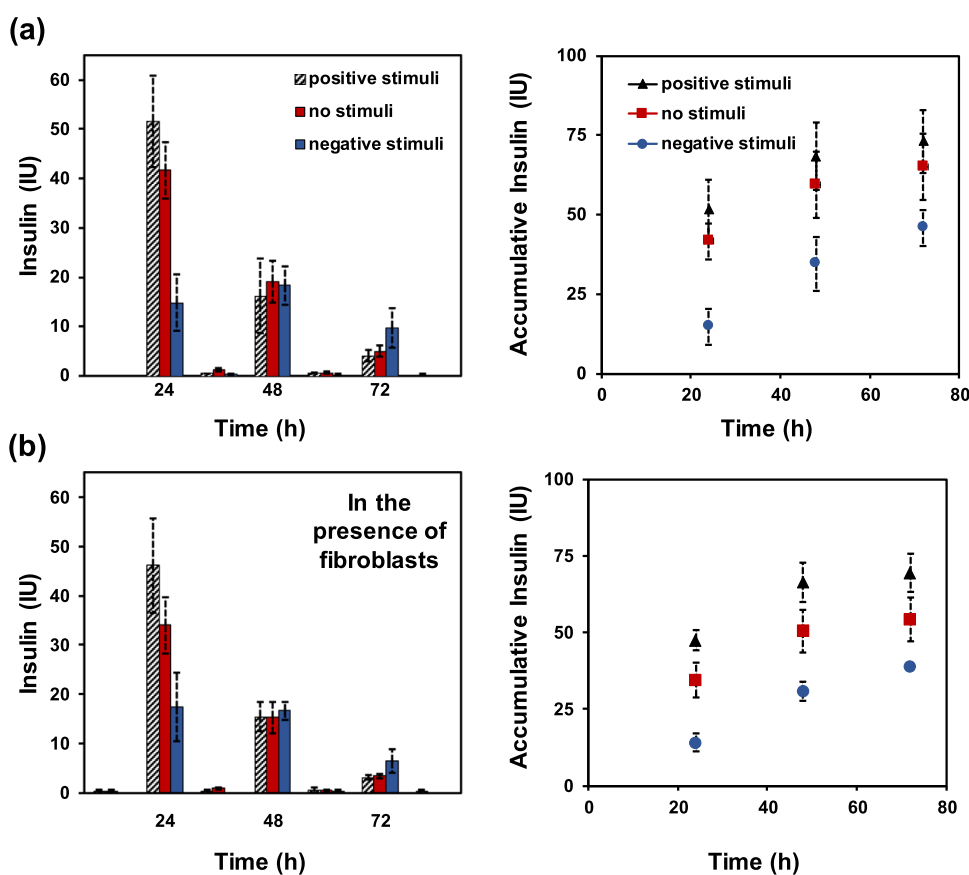 (a)
Insulin (IU)
60
50
40
30
20
10
0
positive stimuli
no stimuli
negative stimuli
24
48
72
Time (h)
Accumulative Insulin (IU)
100
75
50
25
0
positive stimuli
no stimuli
negative stimuli
0
20
40
60
80
Time (h)
(b)
Insulin (IU)
60
50
40
30
20
10
0
In the
presence of
fibroblasts
24
48
72
Time (h)
Accumulative Insulin (IU)
100
75
50
25
0
0
20
40
60
80
Time (h)